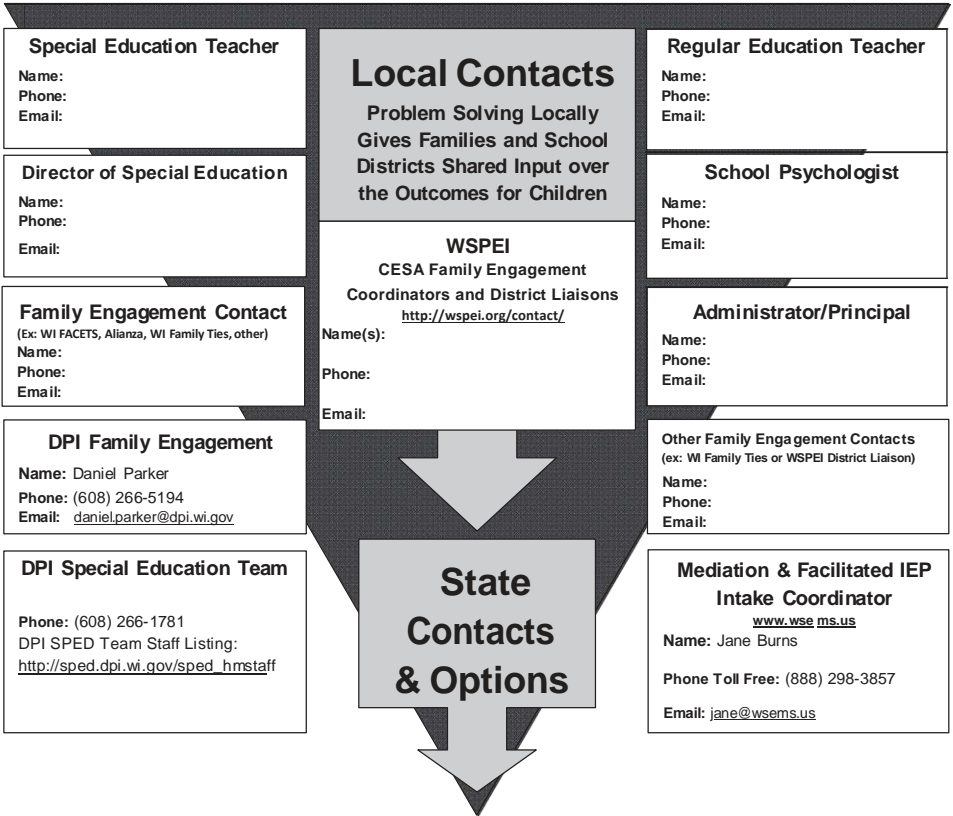 Special Education Teacher
Name:
Phone:
Email:
Local Contacts
Problem Solving Locally
Gives Families and School
Districts Shared Input over
the Outcomes for Children
Regular Education Teacher
Name:
Phone:
Email:
Director of Special Education
Name:
Phone:
Email:
School Psychologist
Name:
Phone:
Email:
WSPEI
CESA Family Engagement
Coordinators and District Liaisons
http://wspei.org/contact/
Name(s):
Phone:
Email:
Family Engagement Contact
(Ex: WI FACETS, Alianza, WI Family Ties, other)
Name:
Phone:
Email:
Administrator/Principal
Name:
Phone:
Email:
DPI Family Engagement
Name: Daniel Parker
Phone: (608) 266-5194
Email: daniel.parker@dpi.wi.gov
Other Family Engagement Contacts
(ex: WI Family Ties or WSPEI District Liaison)
Name:
Phone:
Email:
DPI Special Education Team
Phone: (608) 266-1781
DPI SPED Team Staff Listing:
http://sped.dpi.wi.gov/sped_hmstaff
State
Contacts
& Options
Mediation & Facilitated IEP
Intake Coordinator
www.wse ms.us
Name: Jane Burns
Phone Toll Free: (888) 298-3857
Email: jane@wsems.us